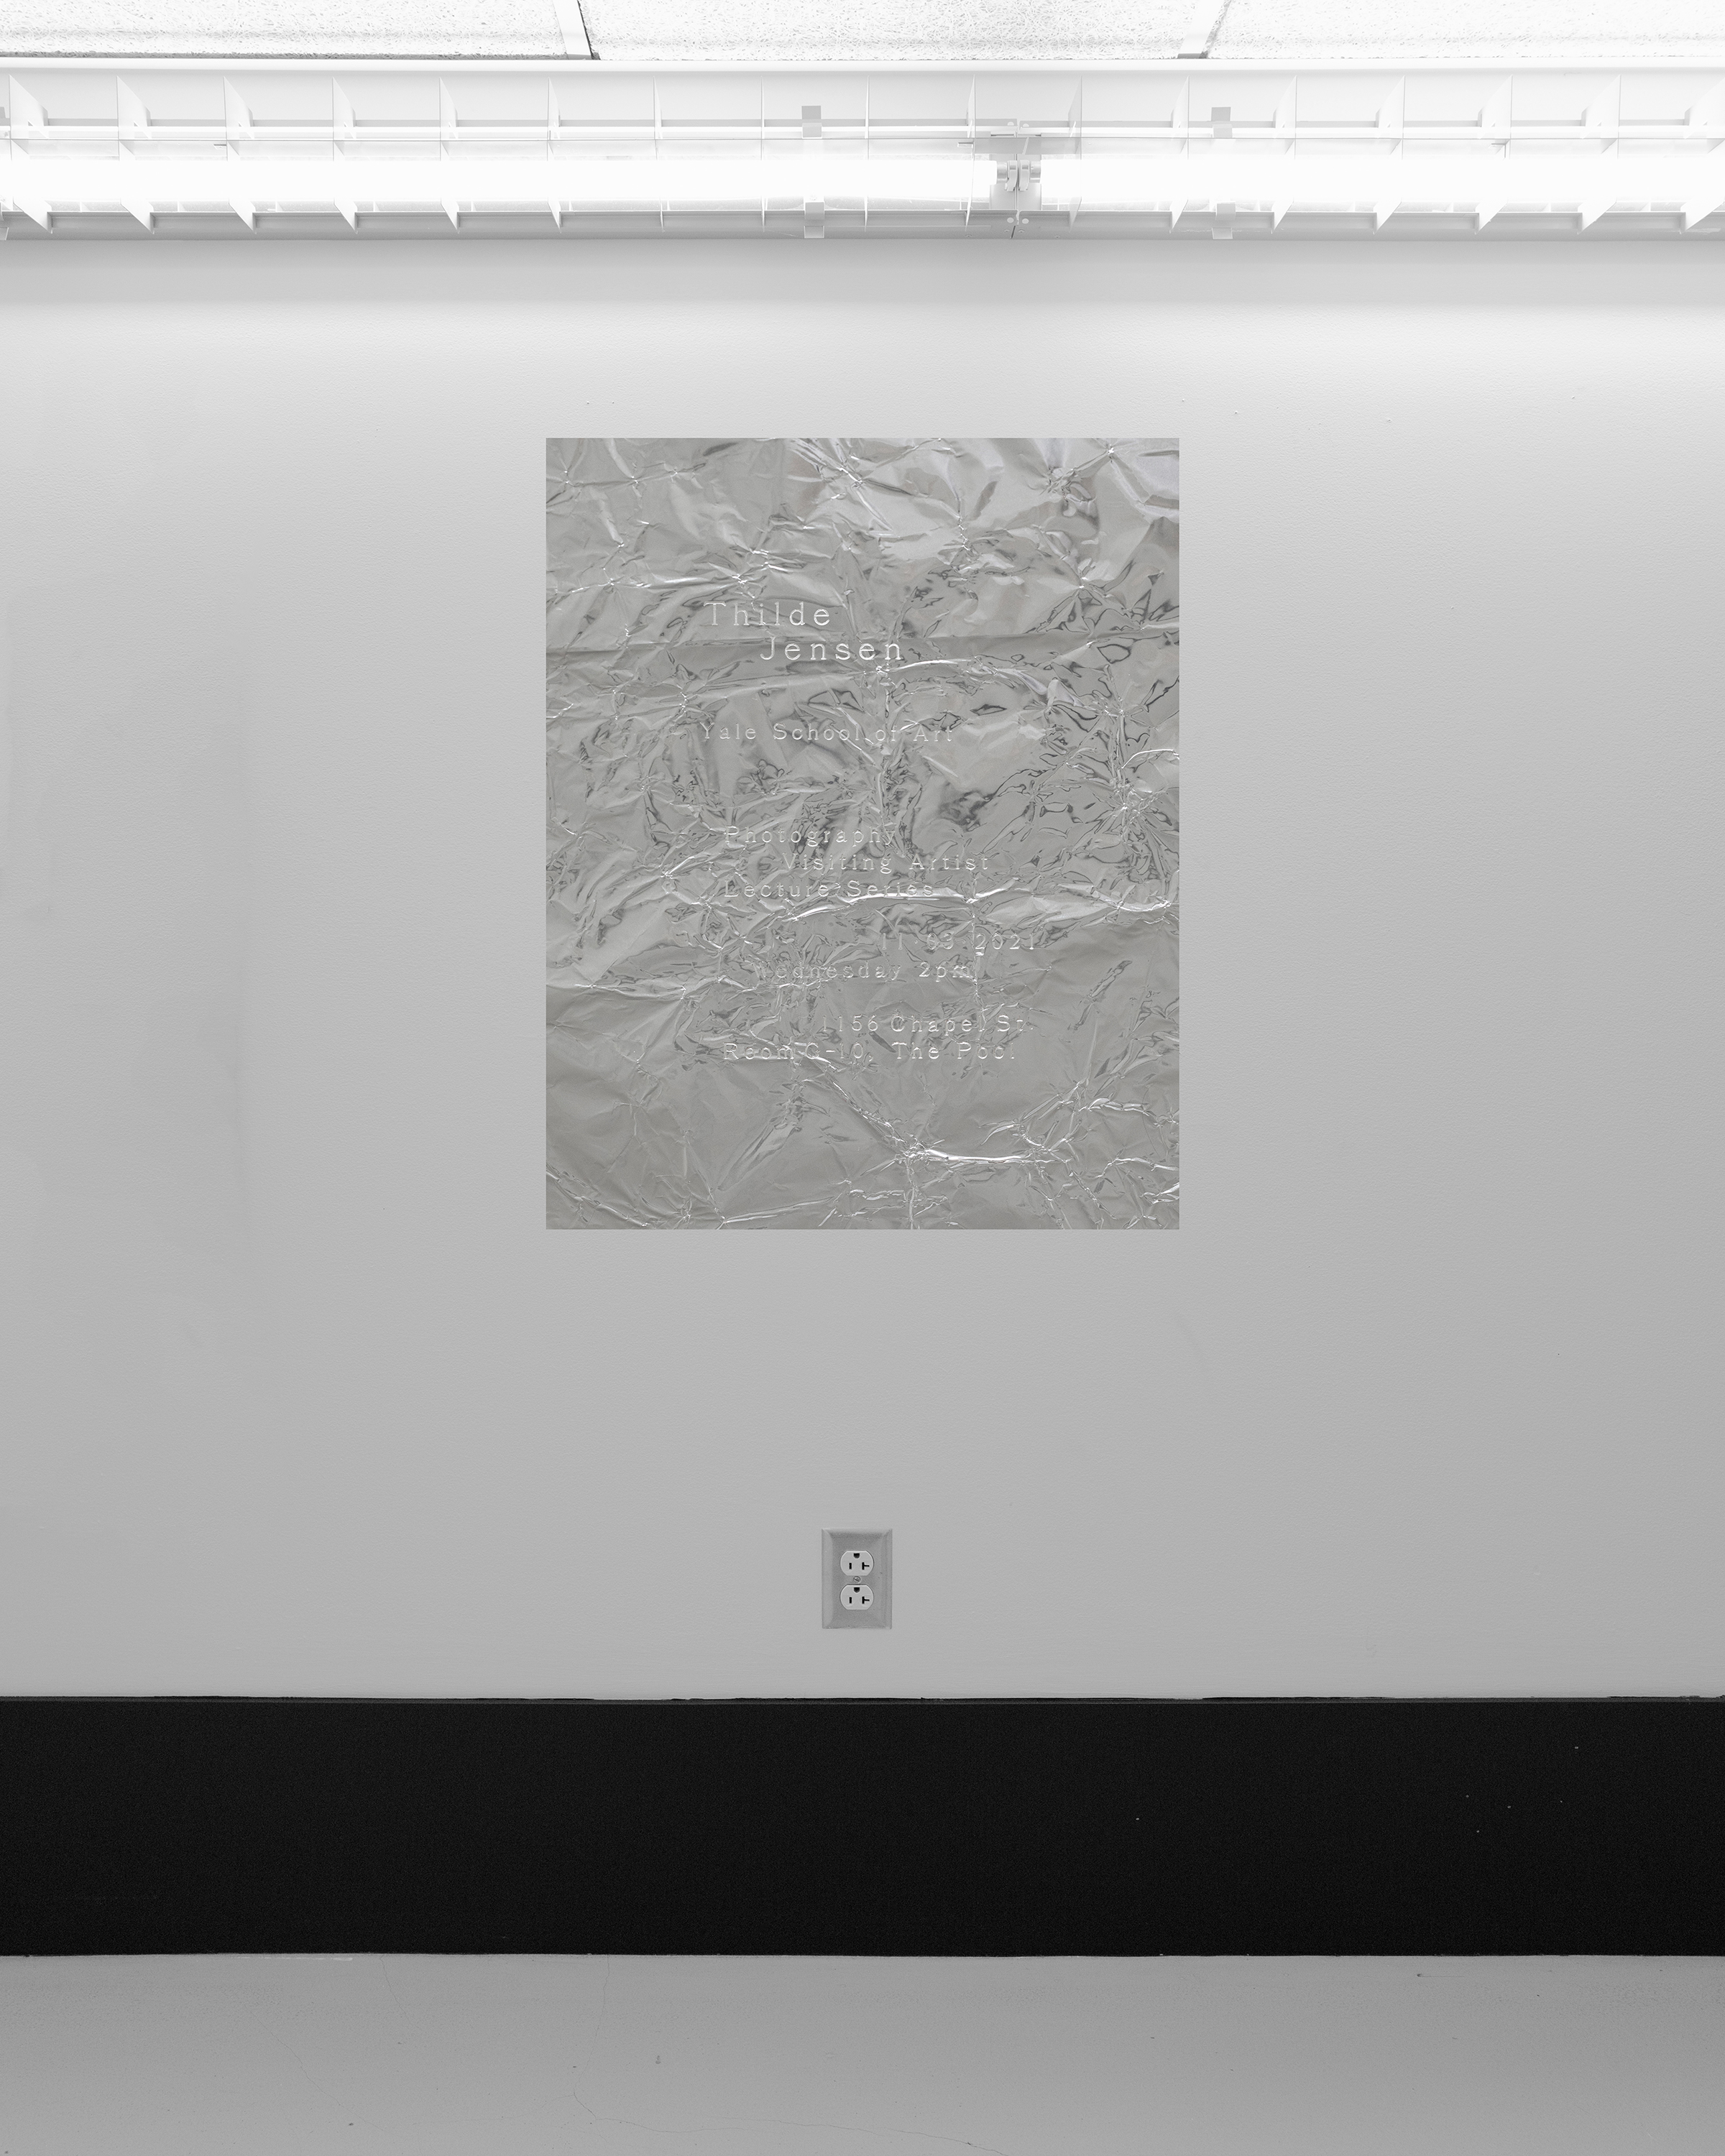 Thilde
Jensen
Yale School of Art
Photography
Visiting Artist
Lecture Series
11.03.2021
Wednesday 2pm
1156 Chapel St.
Room G-10, The Pool